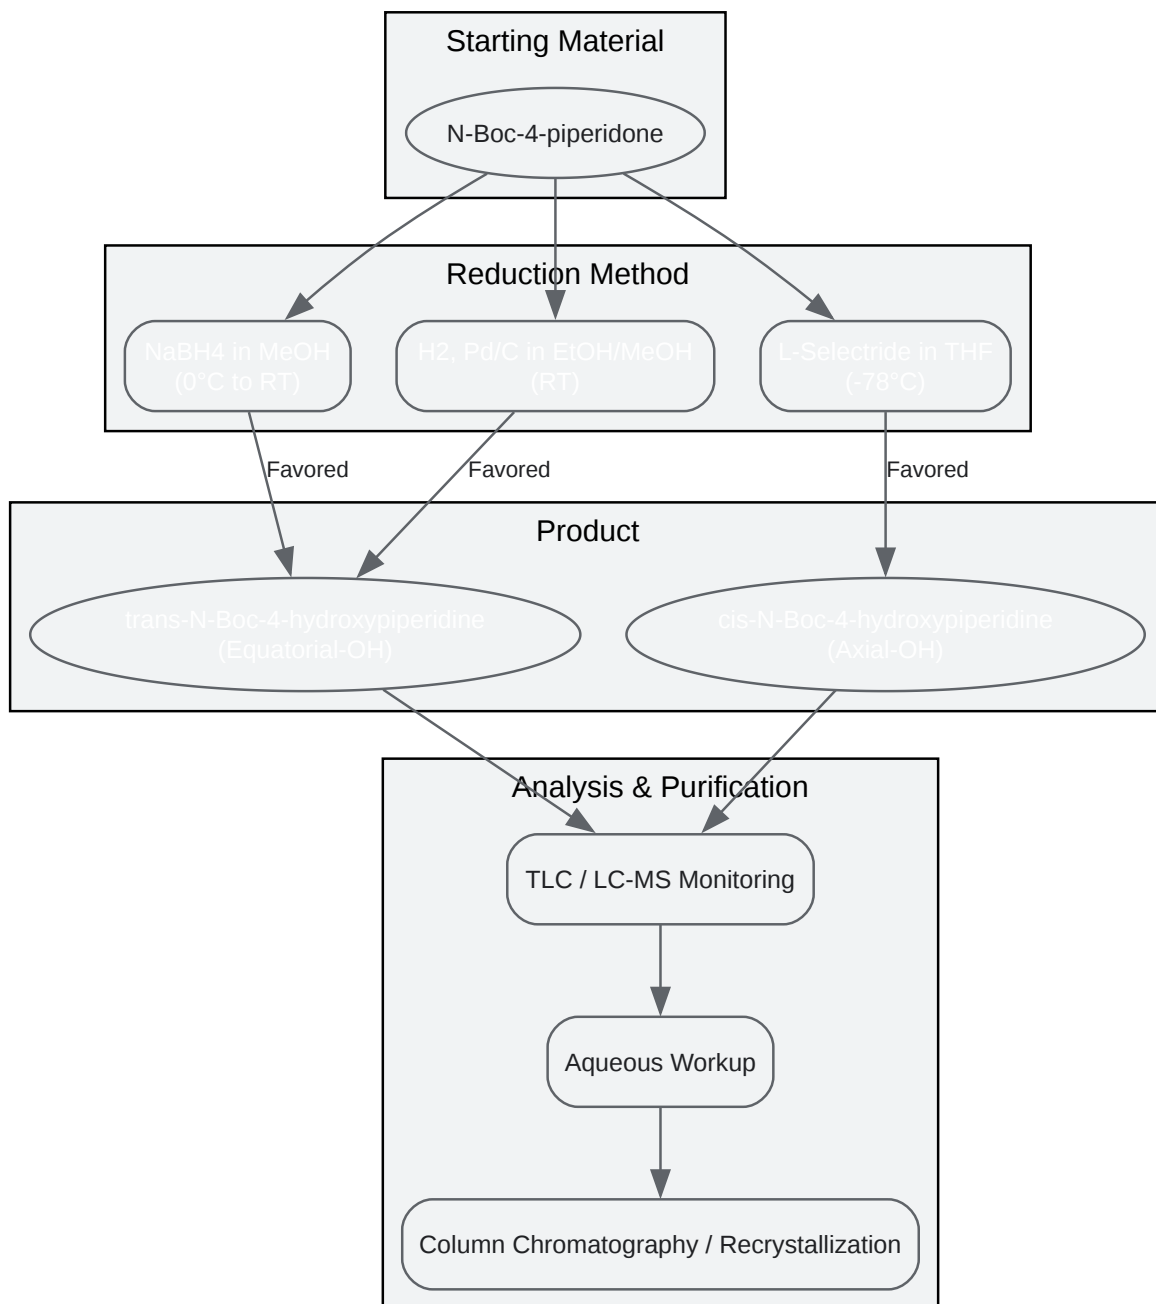 Starting Material
N-Boc-4-piperidone
Reduction Method
NaBH4 in MeOH
(0°C to RT)
H2, Pd/C in EtOH/MeOH
(RT)
L-Selectride in THF
(-78°C)
Favored
Favored
Favored
Product
trans-N-Boc-4-hydroxypiperidine
(Equatorial-OH)
cis-N-Boc-4-hydroxypiperidine
(Axial-OH)
Analysis & Purification
TLC / LC-MS Monitoring
Aqueous Workup
Column Chromatography / Recrystallization